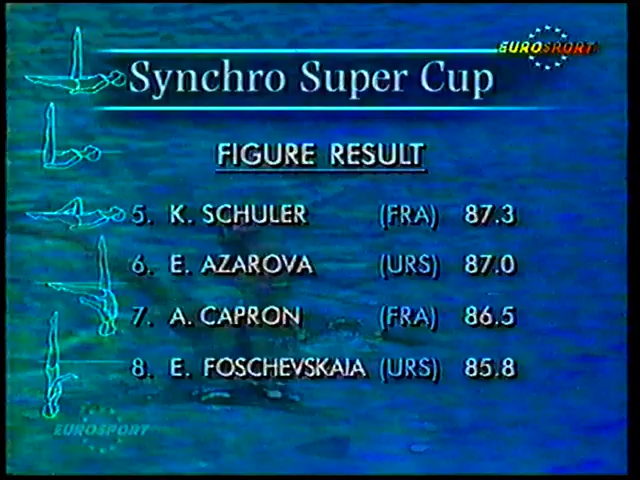 EUROSPORT
Synchro Super Cup
FIGURE RESULT
5. K. SCHULER (FRA) 87.3
6. E. AZAROVA (URS) 87.0
7. A. CAPRON (FRA) 86.5
8. E. FOSCHEVSKAIA (URS) 85.8
EUROSPORT